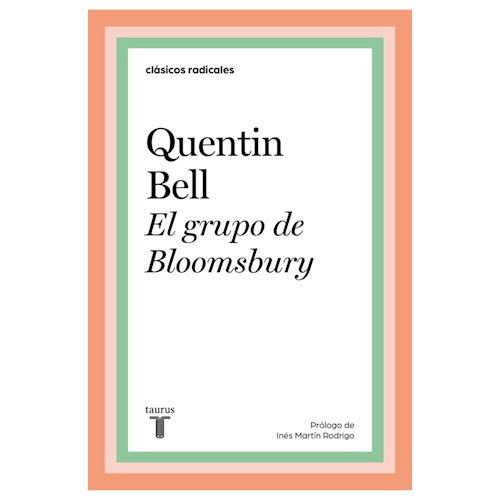 clásicos radicales
Quentin
Bell
El grupo de
Bloomsbury
taurus
Prólogo de
Inés Martín Rodrigo